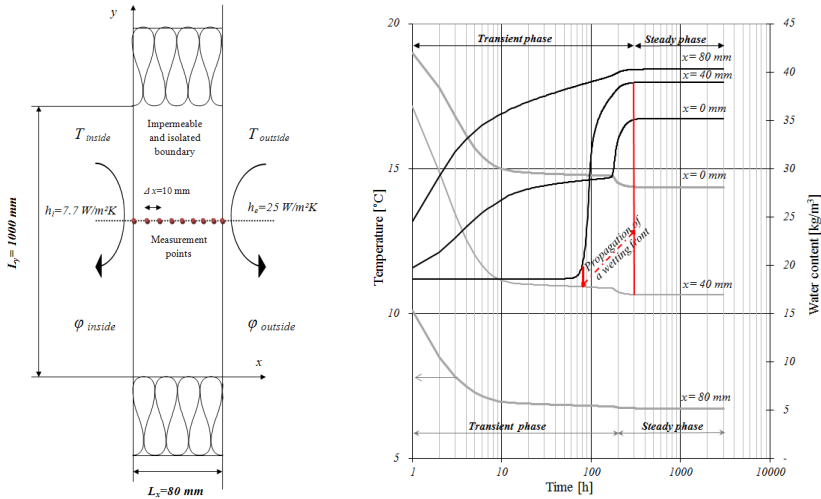 y
T inside
Impermeable
and isolated
boundary
T outside
Δ x=10 mm
hi=7.7 W/m²K
he=25 W/m²K
Measurement
points
Ly= 1000 mm
φ inside
φ outside
x
Lx=80 mm
20
15
10
5
Temperature [°C]
Transient phase
Steady phase
x= 80 mm
x= 40 mm
x= 0 mm
x= 0 mm
Propagation of
a wetting front
x= 40 mm
x= 80 mm
Transient phase
Steady phase
1
10
100
1000
10000
Time [h]
45
40
35
30
25
20
15
10
5
-
Water content [kg/m³]